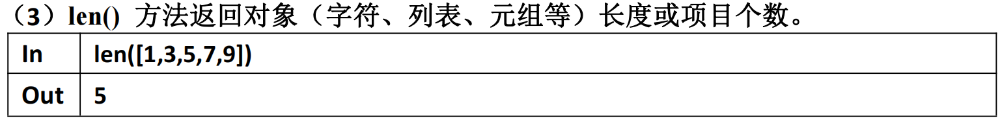 （3）len() 方法返回对象（字符、列表、元组等）长度或项目个数。
In len([1,3,5,7,9])
Out 5